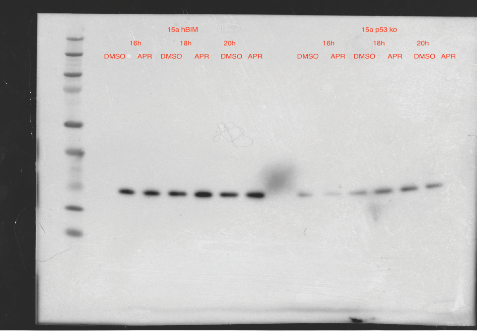 15a hBIM 15a p53 ko
16h 18h 20h 16h 18h 20h
DMSO APR DMSO APR DMSO APR DMSO APR DMSO APR DMSO APR